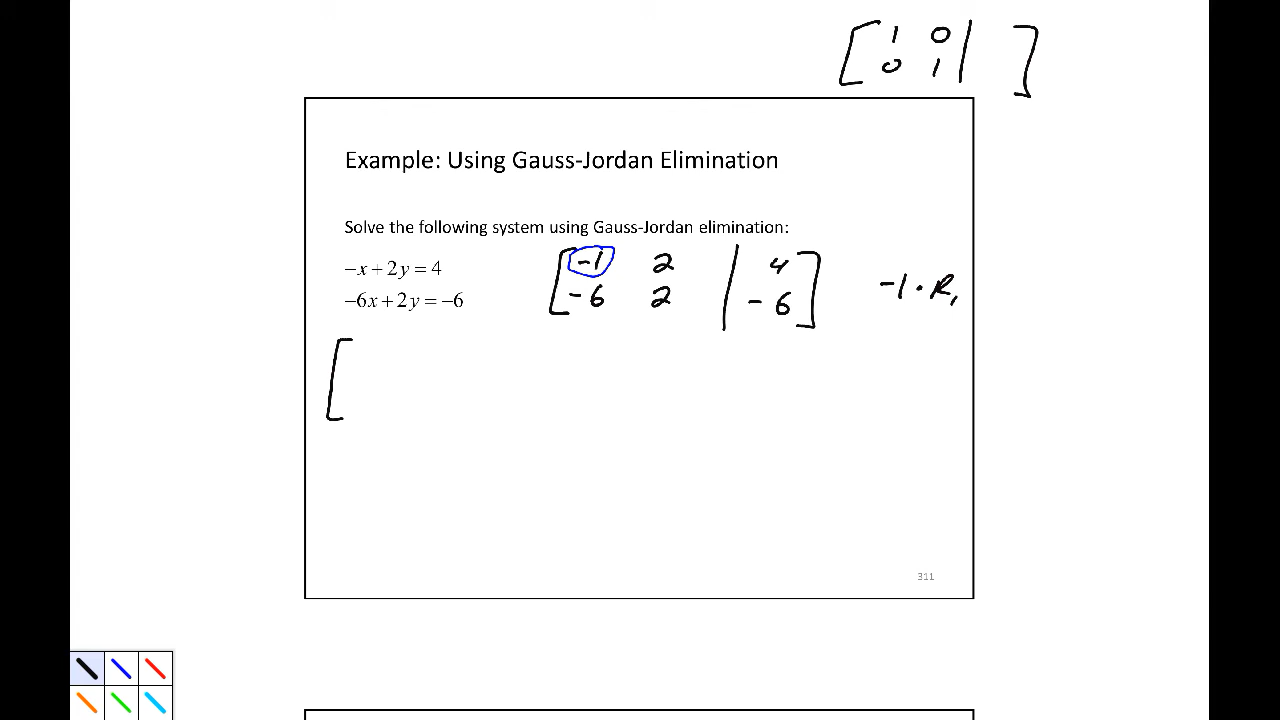 1 0
0 1
Example: Using Gauss-Jordan Elimination
Solve the following system using Gauss-Jordan elimination:
−x + 2y = 4
−6x + 2y = −6
[ -1 2 | 4 ]
[ -6 2 | -6 ]
-1 · R₁
[
311